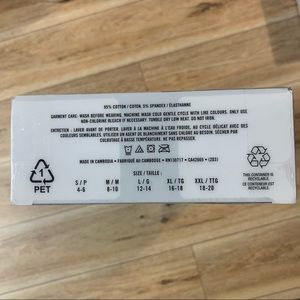 95% COTTON / COTON, 5% SPANDEX / ÉLASTHANNE
GARMENT CARE: WASH BEFORE WEARING. MACHINE WASH COLD GENTLE CYCLE WITH LIKE COLOURS. ONLY USE
NON-CHLORINE BLEACH IF NEEDED. TUMBLE DRY LOW HEAT. DO NOT IRON.
ENTRETIEN : LAVER AVANT DE PORTER. LAVER À LA MACHINE À L'EAU FROIDE, AU CYCLE DÉLICAT AVEC DES
COULEURS SEMBLABLES. UTILISER UN AGENT DE BLANCHIMENT SANS CHLORE AU BESOIN. SÉCHER PAR
CULBUTAGE À BASSE TEMPÉRATURE. NE PAS REPASSER.
MADE IN CAMBODIA • FABRIQUÉ AU CAMBODGE •
SIZE / TAILLE :
S / P M / M L / G XL / TG XXL / TTG
4-6 8-10 12-14 16-18 18-20
1
PET
THIS CONTAINER IS
RECYCLABLE.
CE CONTENEUR EST
RECYCLABLE.